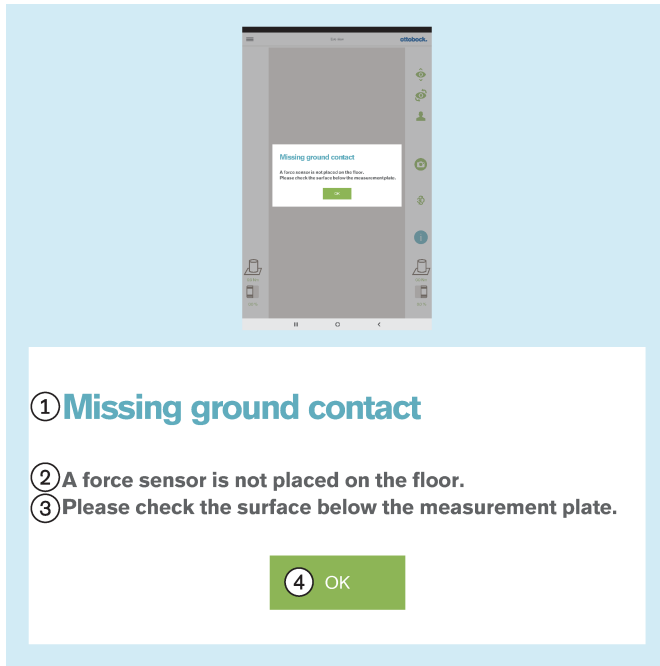 ottobock.
Missing ground contact
A force sensor is not placed on the floor.
Please check the surface below the measurement plate.
OK
1 Missing ground contact
2 A force sensor is not placed on the floor.
3 Please check the surface below the measurement plate.
4 OK